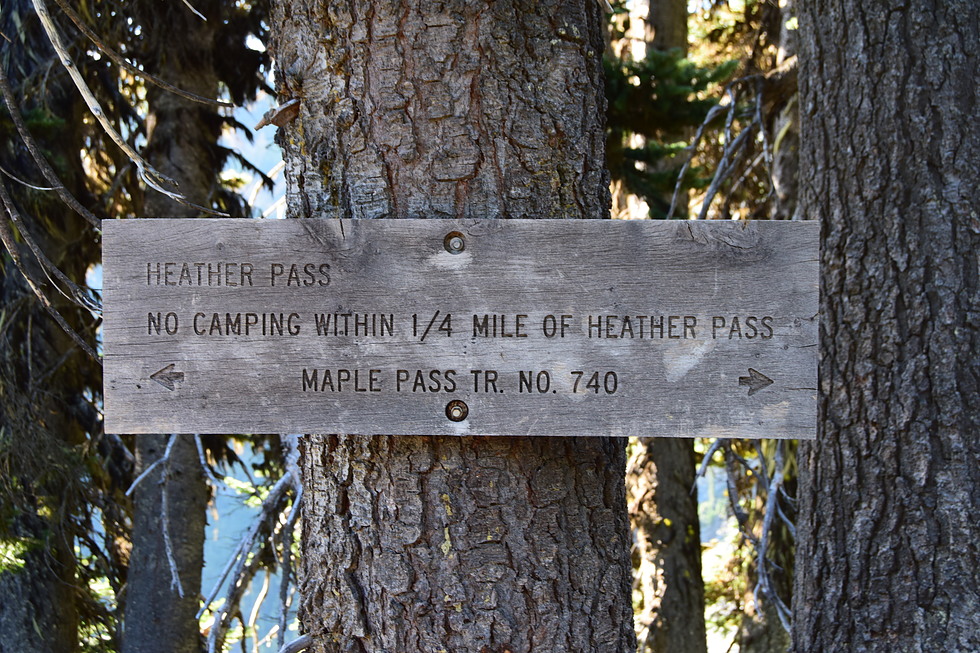 HEATHER PASS
NO CAMPING WITHIN 1/4 MILE OF HEATHER PASS
MAPLE PASS TR. NO. 740